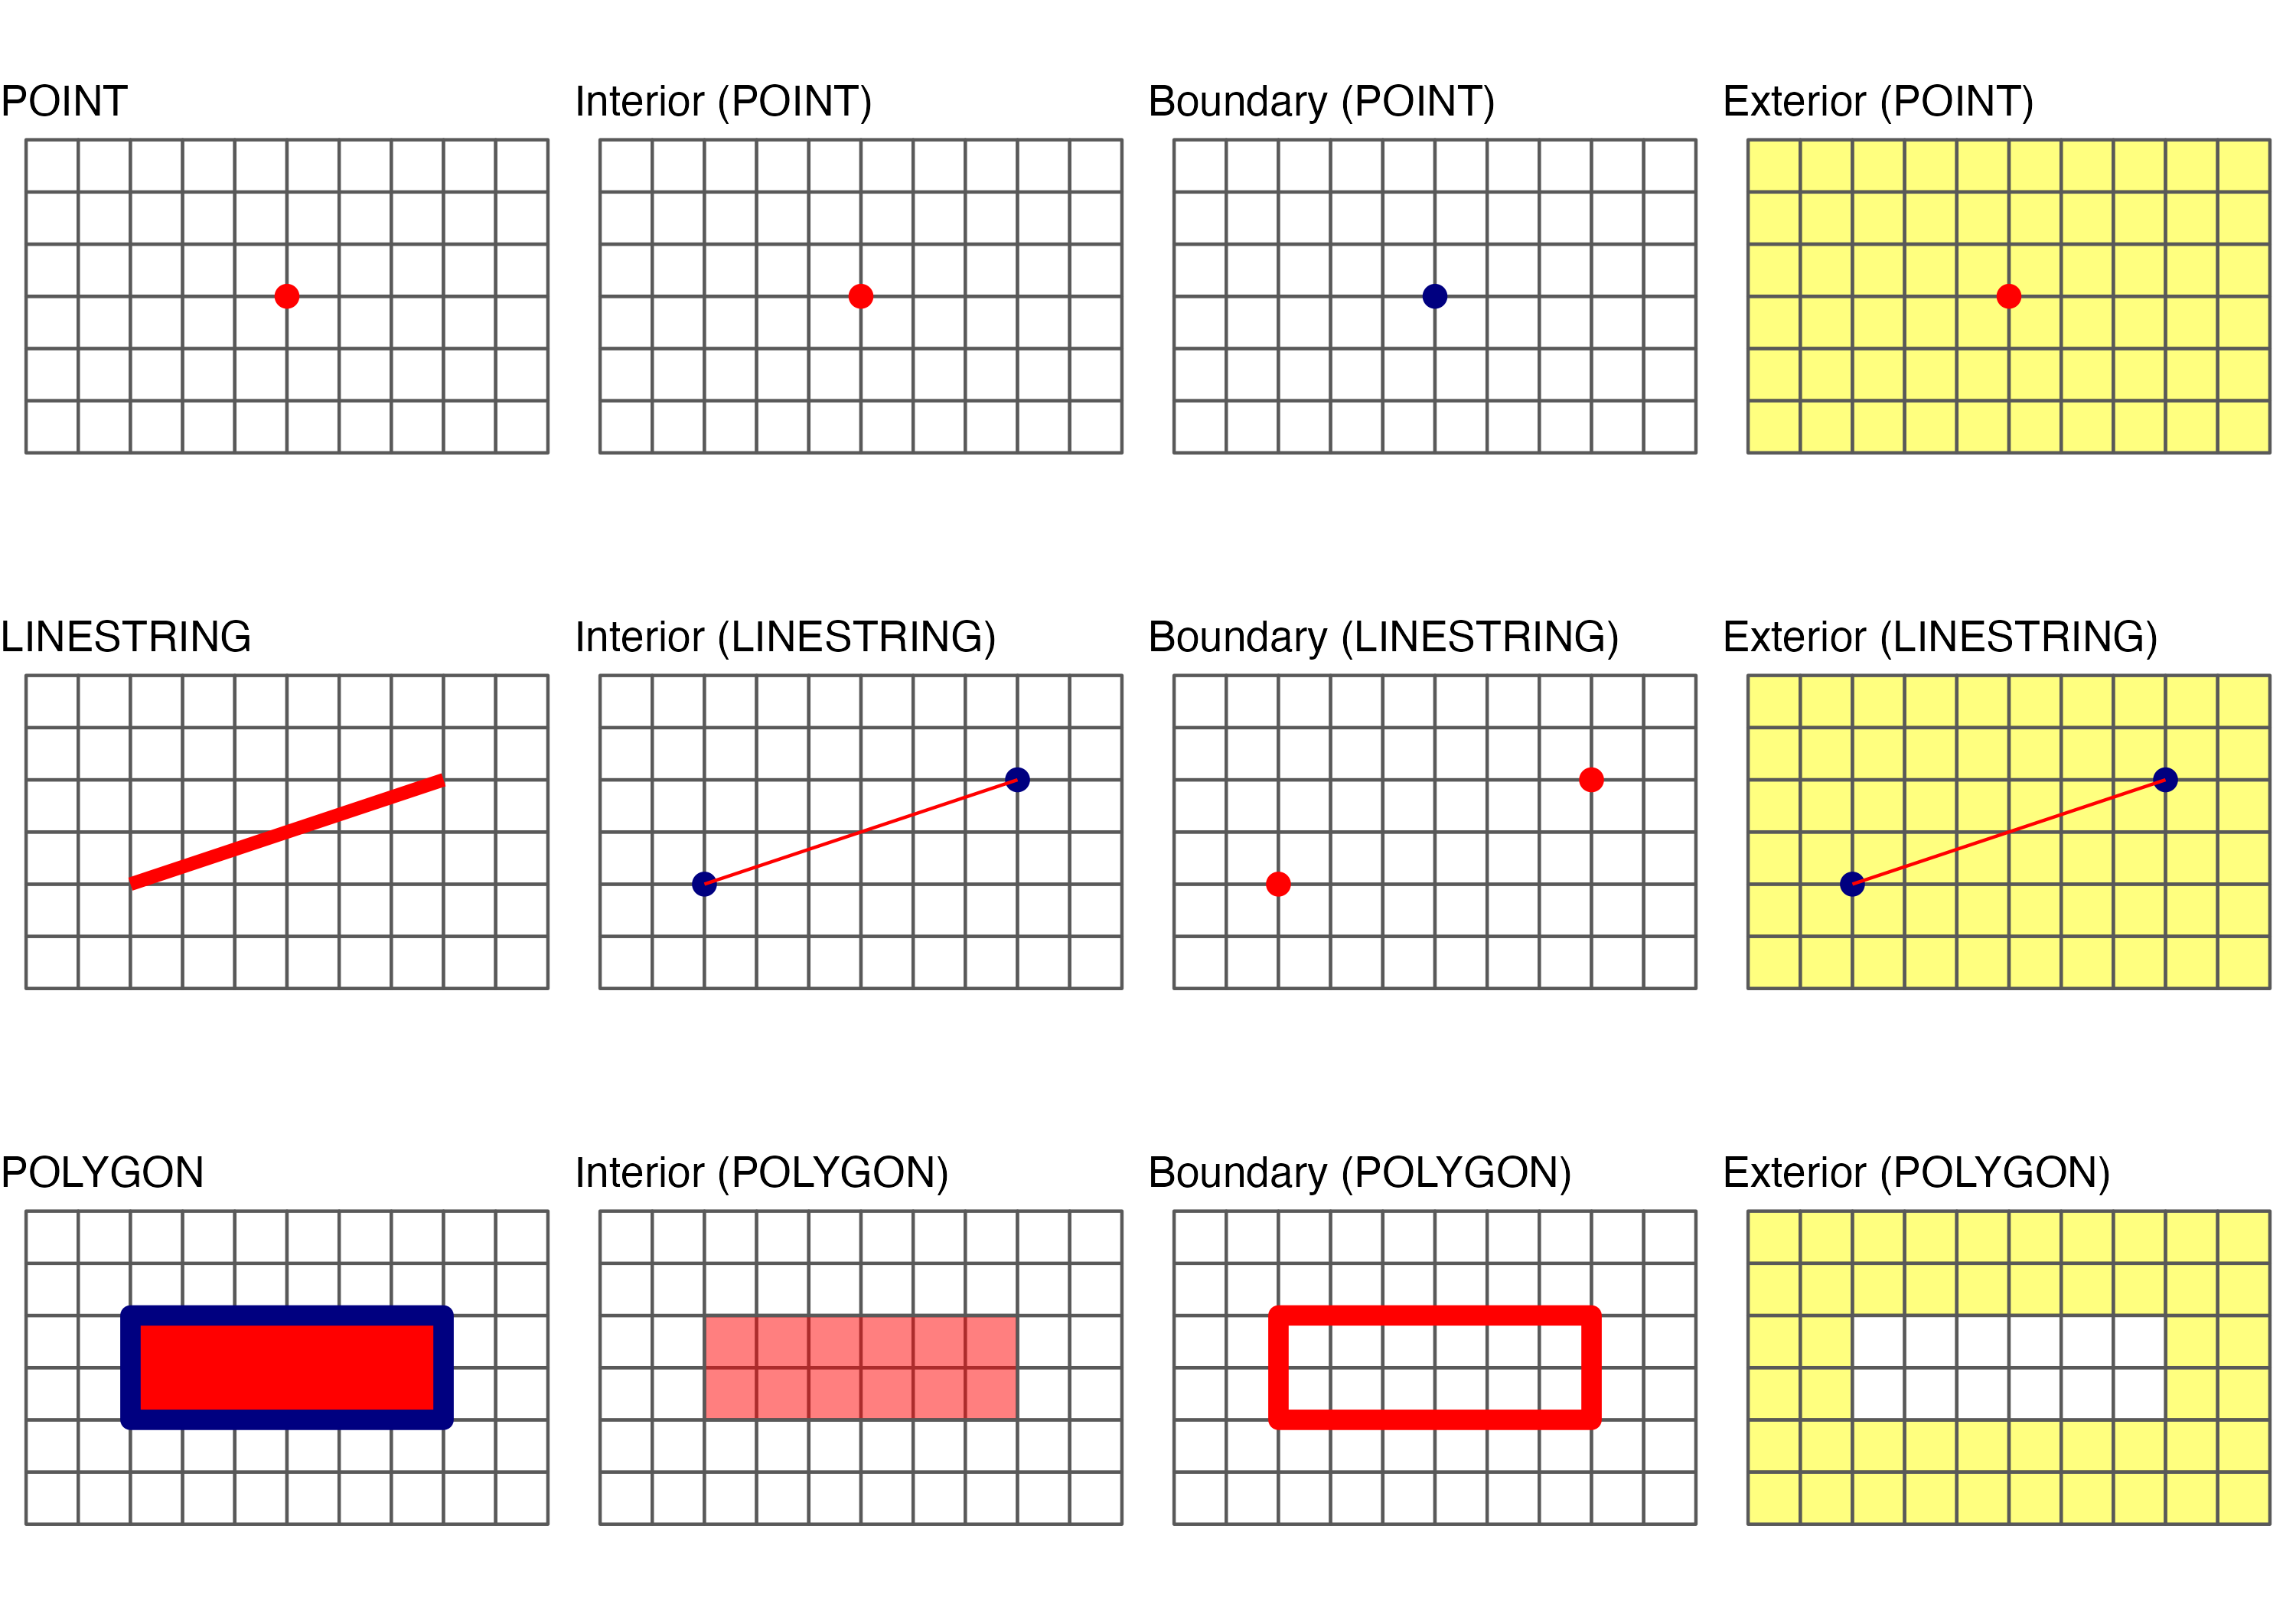 POINT
Interior (POINT)
Boundary (POINT)
Exterior (POINT)
LINESTRING
Interior (LINESTRING)
Boundary (LINESTRING)
Exterior (LINESTRING)
POLYGON
Interior (POLYGON)
Boundary (POLYGON)
Exterior (POLYGON)